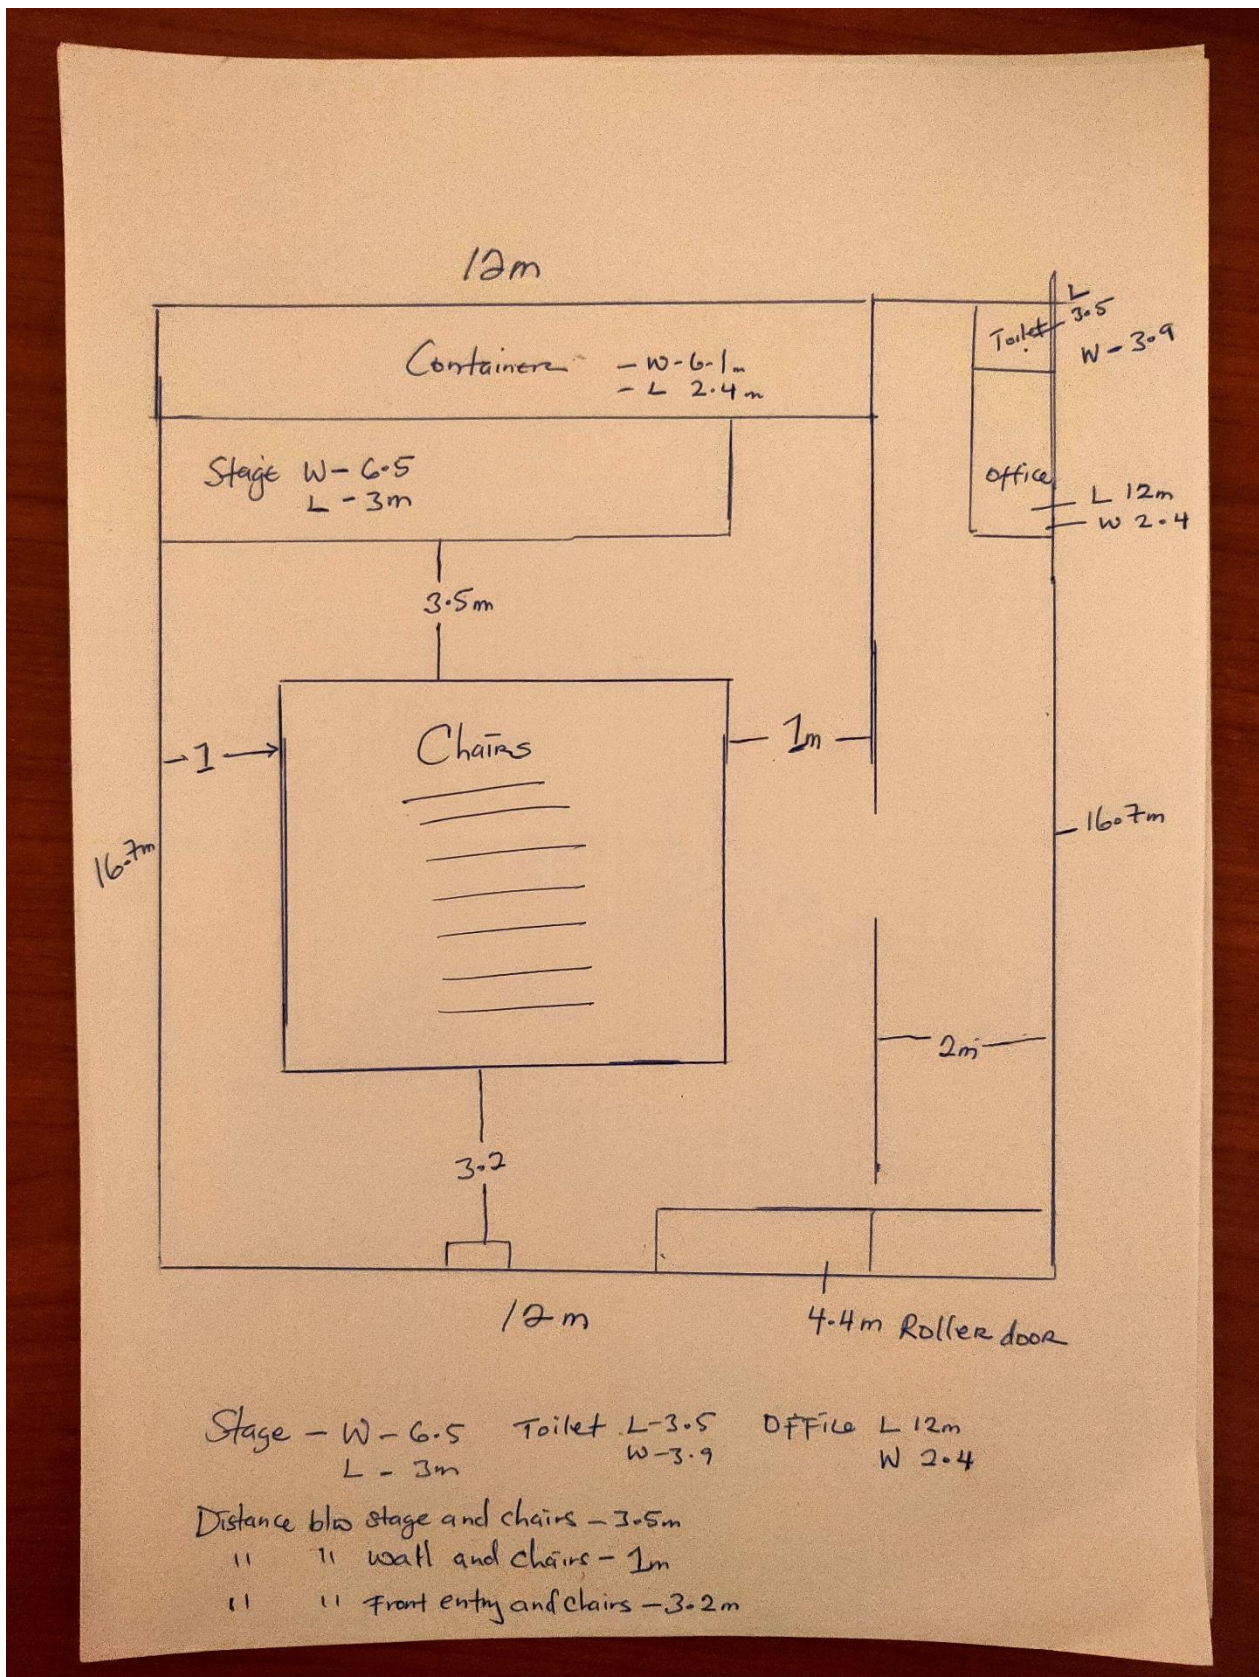 12m
Containers - W-6.1m
- L 2.4m
L
3.5
Toilet
W-3.9
Stage W-6.5
L-3m
office
L 12m
W 2.4
3.5m
Chairs
1
1m
16.7m
16.7m
2m
3.2
12m
4.4m Roller door
Stage - W-6.5 Toilet L-3.5 OFFice L 12m
L - 3m W-3.9 W 2.4
Distance b/w stage and chairs - 3.5m
" " wall and chairs - 1m
" " Front entry and chairs - 3.2m